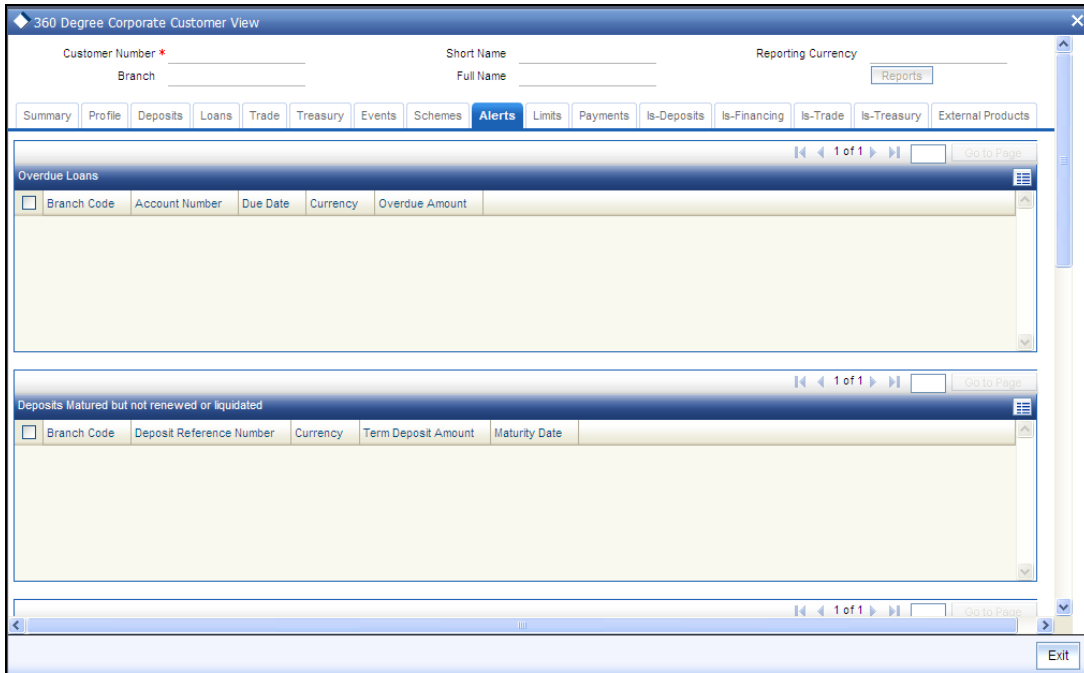 360 Degree Corporate Customer View
Customer Number * Short Name Reporting Currency
Branch Full Name Reports
Summary Profile Deposits Loans Trade Treasury Events Schemes Alerts Limits Payments Is-Deposits Is-Financing Is-Trade Is-Treasury External Products
1 of 1 Go to Page
Overdue Loans
Branch Code Account Number Due Date Currency Overdue Amount
1 of 1 Go to Page
Deposits Matured but not renewed or liquidated
Branch Code Deposit Reference Number Currency Term Deposit Amount Maturity Date
1 of 1 Go to Page
Exit